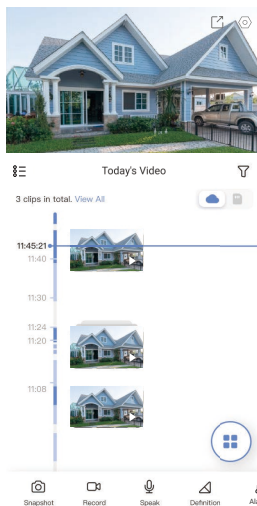 Today's Video
3 clips in total. View All
11:45:21
11:40
11:30
11:24
11:20
11:08
Snapshot
Record
Speak
Definition
Al